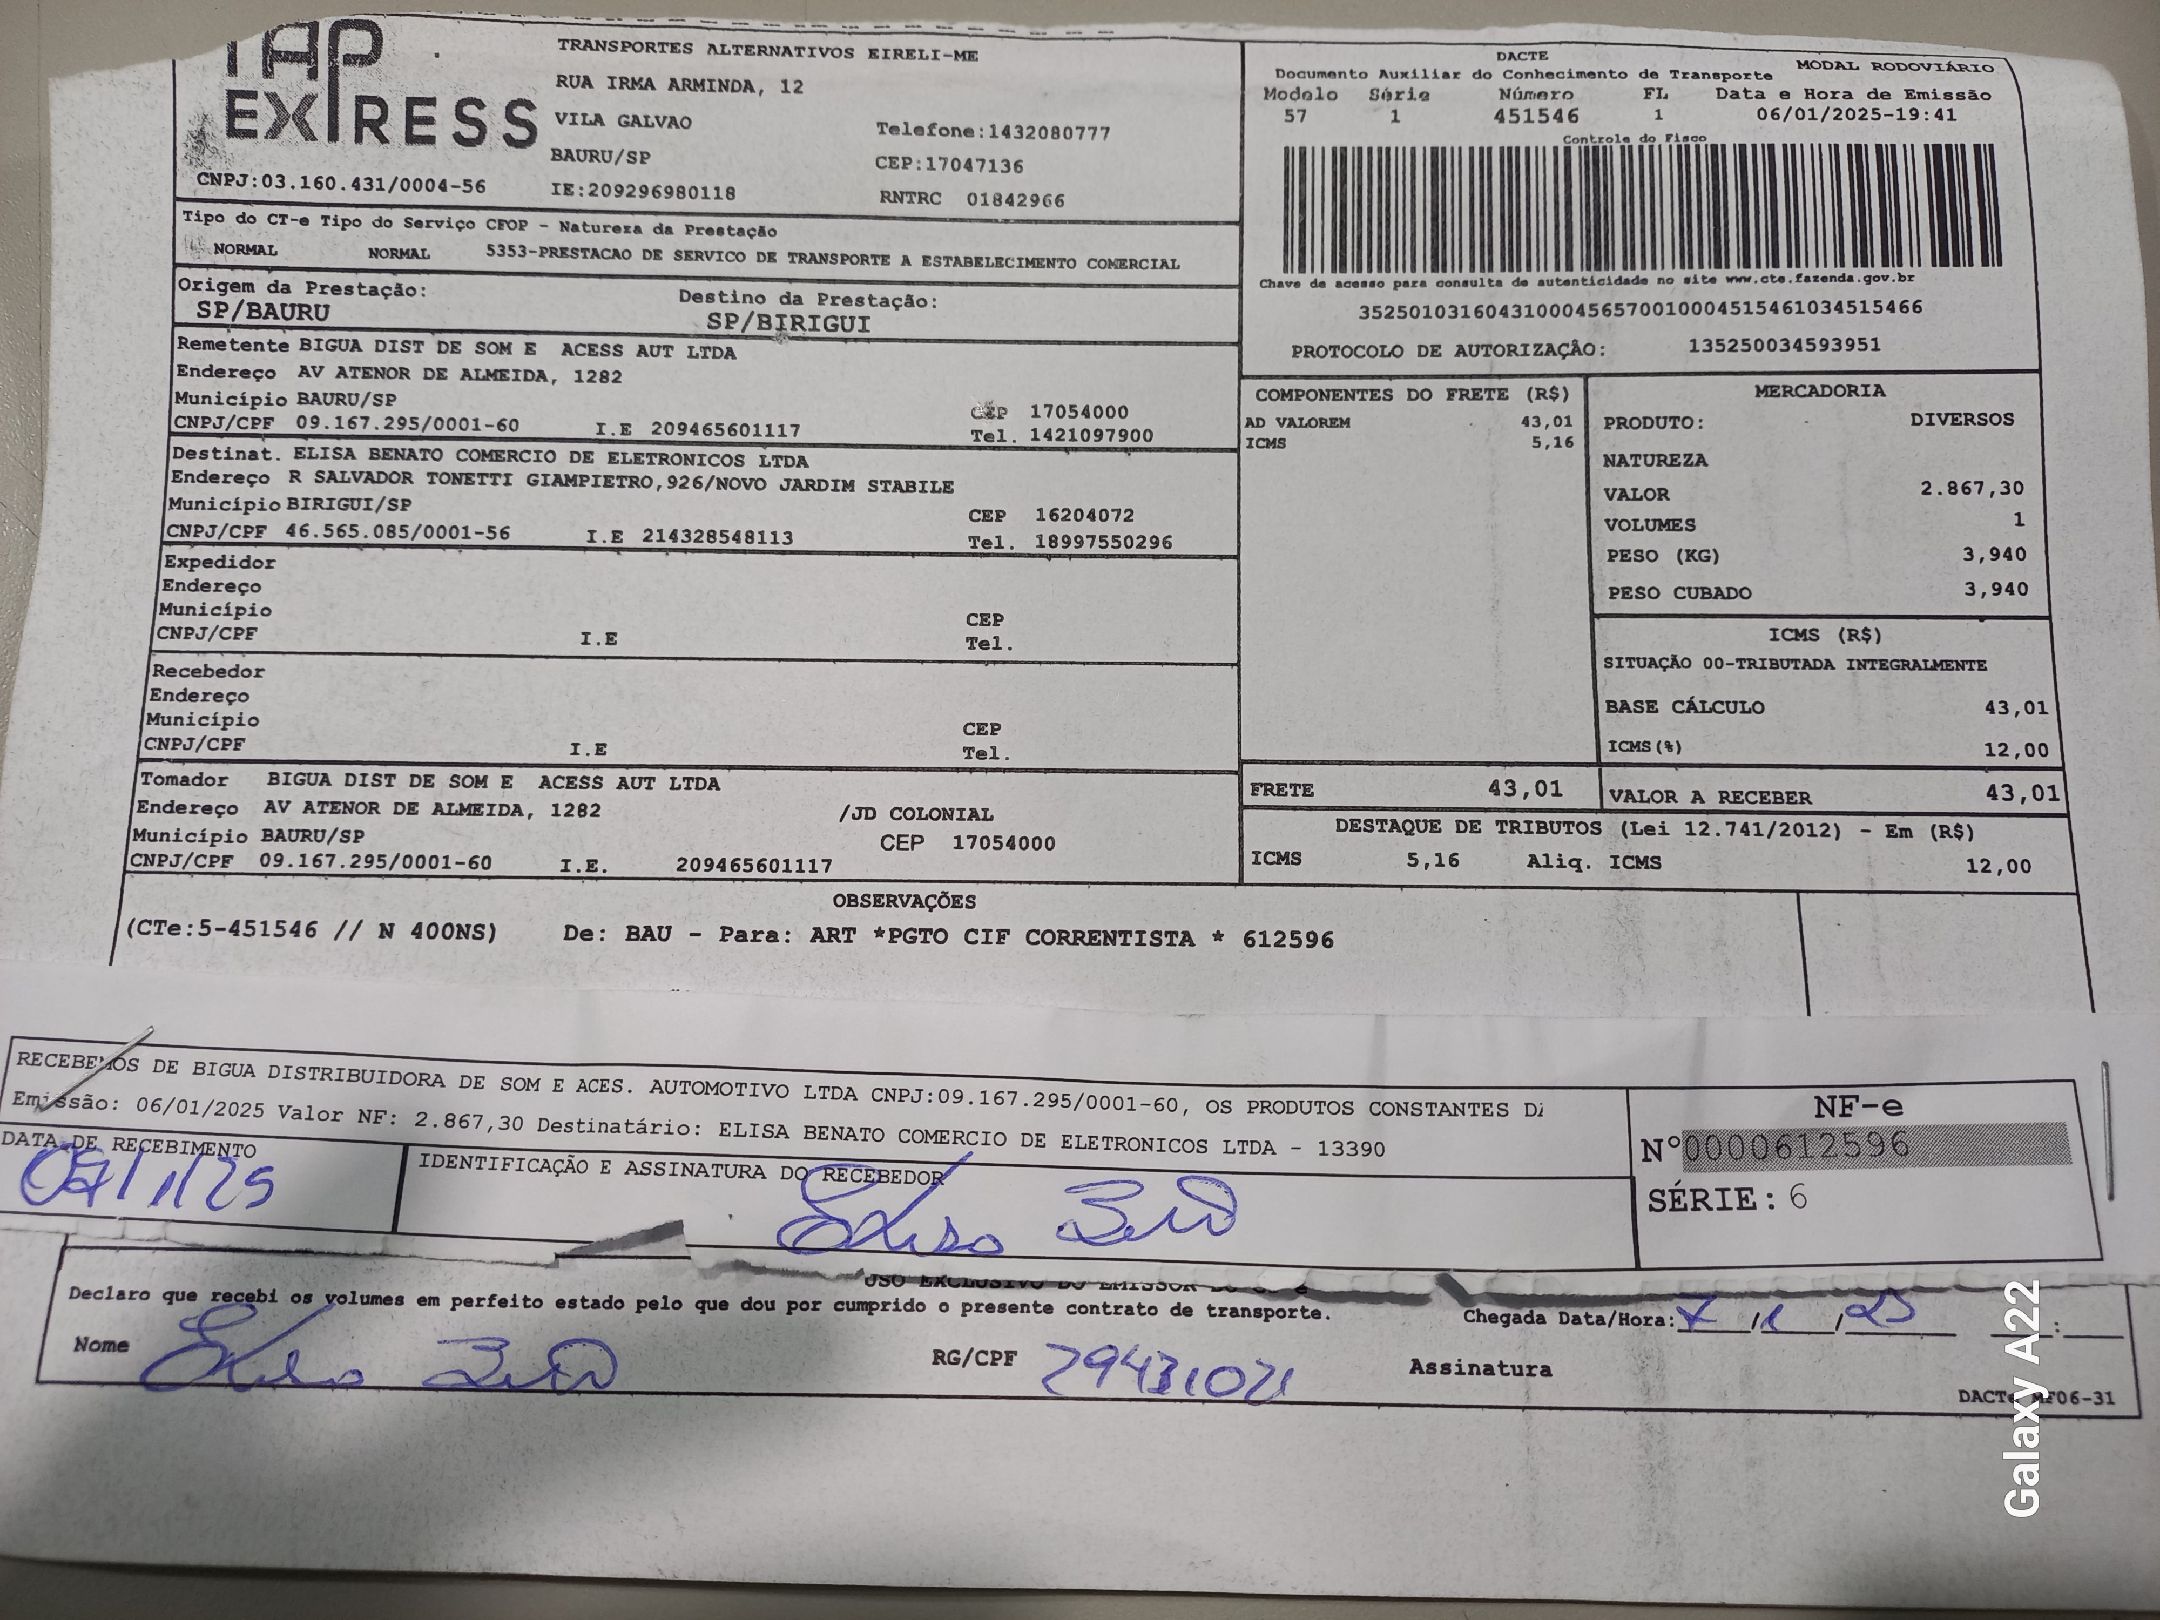 TAP
EXPRESS
TRANSPORTES ALTERNATIVOS EIRELI-ME
RUA IRMA ARMINDA, 12
VILA GALVAO
Telefone:1432080777
BAURU/SP
CEP:17047136
CNPJ:03.160.431/0004-56
IE:209296980118
RNTRC 01842966
DACTE
Documento Auxiliar do Conhecimento de Transporte
MODAL RODOVIÁRIO
Modelo Série Número FL Data e Hora de Emissão
57 1 451546 1 06/01/2025-19:41
Controle do Fisco
Chave de acesso para consulta de autenticidade no site www.cte.fazenda.gov.br
35250103160431000456570010004515461034515466
PROTOCOLO DE AUTORIZAÇÃO: 135250034593951
Tipo do CT-e Tipo do Serviço CFOP - Natureza da Prestação
NORMAL NORMAL 5353-PRESTACAO DE SERVICO DE TRANSPORTE A ESTABELECIMENTO COMERCIAL
Origem da Prestação: Destino da Prestação:
SP/BAURU SP/BIRIGUI
Remetente BIGUA DIST DE SOM E ACESS AUT LTDA
Endereço AV ATENOR DE ALMEIDA, 1282
Município BAURU/SP CEP 17054000
CNPJ/CPF 09.167.295/0001-60 I.E 209465601117 Tel. 1421097900
Destinat. ELISA BENATO COMERCIO DE ELETRONICOS LTDA
Endereço R SALVADOR TONETTI GIAMPIETRO,926/NOVO JARDIM STABILE
Município BIRIGUI/SP CEP 16204072
CNPJ/CPF 46.565.085/0001-56 I.E 214328548113 Tel. 18997550296
Expedidor
Endereço
Município CEP
CNPJ/CPF I.E Tel.
Recebedor
Endereço
Município CEP
CNPJ/CPF I.E Tel.
Tomador BIGUA DIST DE SOM E ACESS AUT LTDA
Endereço AV ATENOR DE ALMEIDA, 1282 /JD COLONIAL
Município BAURU/SP CEP 17054000
CNPJ/CPF 09.167.295/0001-60 I.E. 209465601117
COMPONENTES DO FRETE (R$)
AD VALOREM 43,01
ICMS 5,16
MERCADORIA
PRODUTO: DIVERSOS
NATUREZA
VALOR 2.867,30
VOLUMES 1
PESO (KG) 3,940
PESO CUBADO 3,940
ICMS (R$)
SITUAÇÃO 00-TRIBUTADA INTEGRALMENTE
BASE CÁLCULO 43,01
ICMS(%) 12,00
FRETE 43,01 VALOR A RECEBER 43,01
DESTAQUE DE TRIBUTOS (Lei 12.741/2012) - Em (R$)
ICMS 5,16 Aliq. ICMS 12,00
OBSERVAÇÕES
(CTe:5-451546 // N 400NS) De: BAU - Para: ART *PGTO CIF CORRENTISTA * 612596
RECEBEMOS DE BIGUA DISTRIBUIDORA DE SOM E ACES. AUTOMOTIVO LTDA CNPJ:09.167.295/0001-60, OS PRODUTOS CONSTANTES DA
Emissão: 06/01/2025 Valor NF: 2.867,30 Destinatário: ELISA BENATO COMERCIO DE ELETRONICOS LTDA - 13390
NF-e
N°0000612596
SÉRIE: 6
DATA DE RECEBIMENTO
07/1/25
IDENTIFICAÇÃO E ASSINATURA DO RECEBEDOR
USO EXCLUSIVO DO EMISSOR DO
Declaro que recebi os volumes em perfeito estado pelo que dou por cumprido o presente contrato de transporte.
Chegada Data/Hora: 7 / 1 / 25 :
Nome
RG/CPF
Assinatura
DACTe MF06-31
Galaxy A22